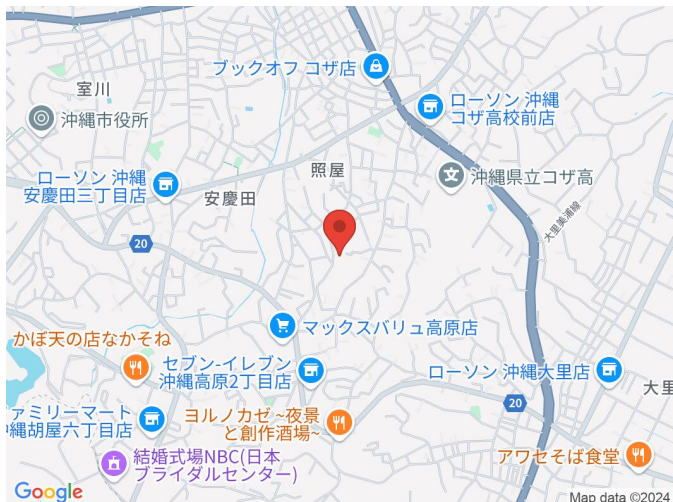 ブックオフ コザ店
室川
ローソン 沖縄
コザ高校前店
沖縄市役所
照屋
ローソン 沖縄
安慶田三丁目店
安慶田
沖縄県立コザ高
大里美浦線
20
マックスバリュ高原店
かぼ天の店なかそね
セブン-イレブン
沖縄高原2丁目店
ローソン 沖縄大里店
大里
20
ァミリーマート
沖縄胡屋六丁目店
ヨルノカゼ ~夜景
と創作酒場~
結婚式場NBC(日本
ブライダルセンター)
アワセそば食堂
Google
Map data ©2024